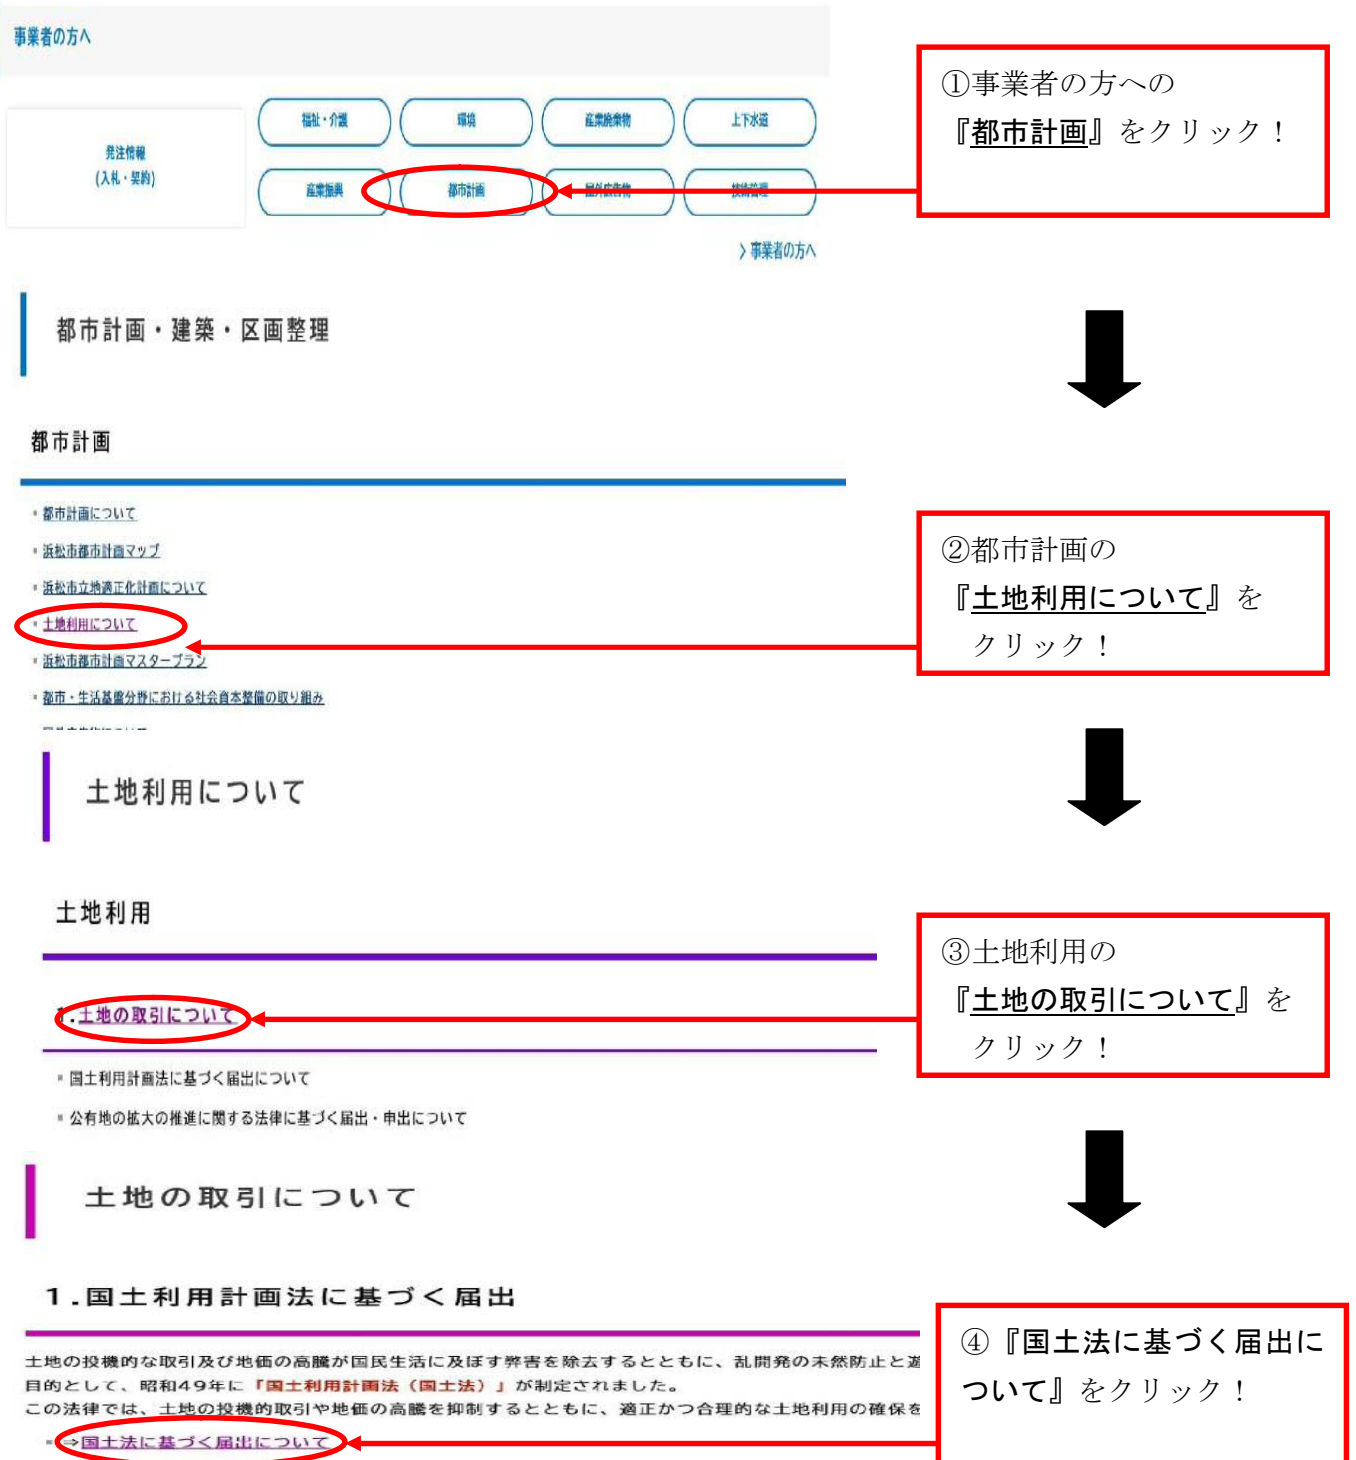 事業者の方へ
発注情報
(入札・契約)
福祉・介護
環境
産業廃棄物
上下水道
産業振興
都市計画
屋外広告物
技術管理
〉事業者の方へ
①事業者の方への
『都市計画』をクリック！
都市計画・建築・区画整理
都市計画
都市計画について
浜松市都市計画マップ
浜松市立地適正化計画について
土地利用について
浜松市都市計画マスタープラン
都市・生活基盤分野における社会資本整備の取り組み
②都市計画の
『土地利用について』を
クリック！
土地利用について
土地利用
1.土地の取引について
国土利用計画法に基づく届出について
公有地の拡大の推進に関する法律に基づく届出・申出について
③土地利用の
『土地の取引について』を
クリック！
土地の取引について
1.国土利用計画法に基づく届出
土地の投機的な取引及び地価の高騰が国民生活に及ぼす弊害を除去するとともに、乱開発の未然防止と遊
目的として、昭和49年に「国土利用計画法（国土法）」が制定されました。
この法律では、土地の投機的取引や地価の高騰を抑制するとともに、適正かつ合理的な土地利用の確保を
⇒国土法に基づく届出について
④『国土法に基づく届出に
ついて』をクリック！